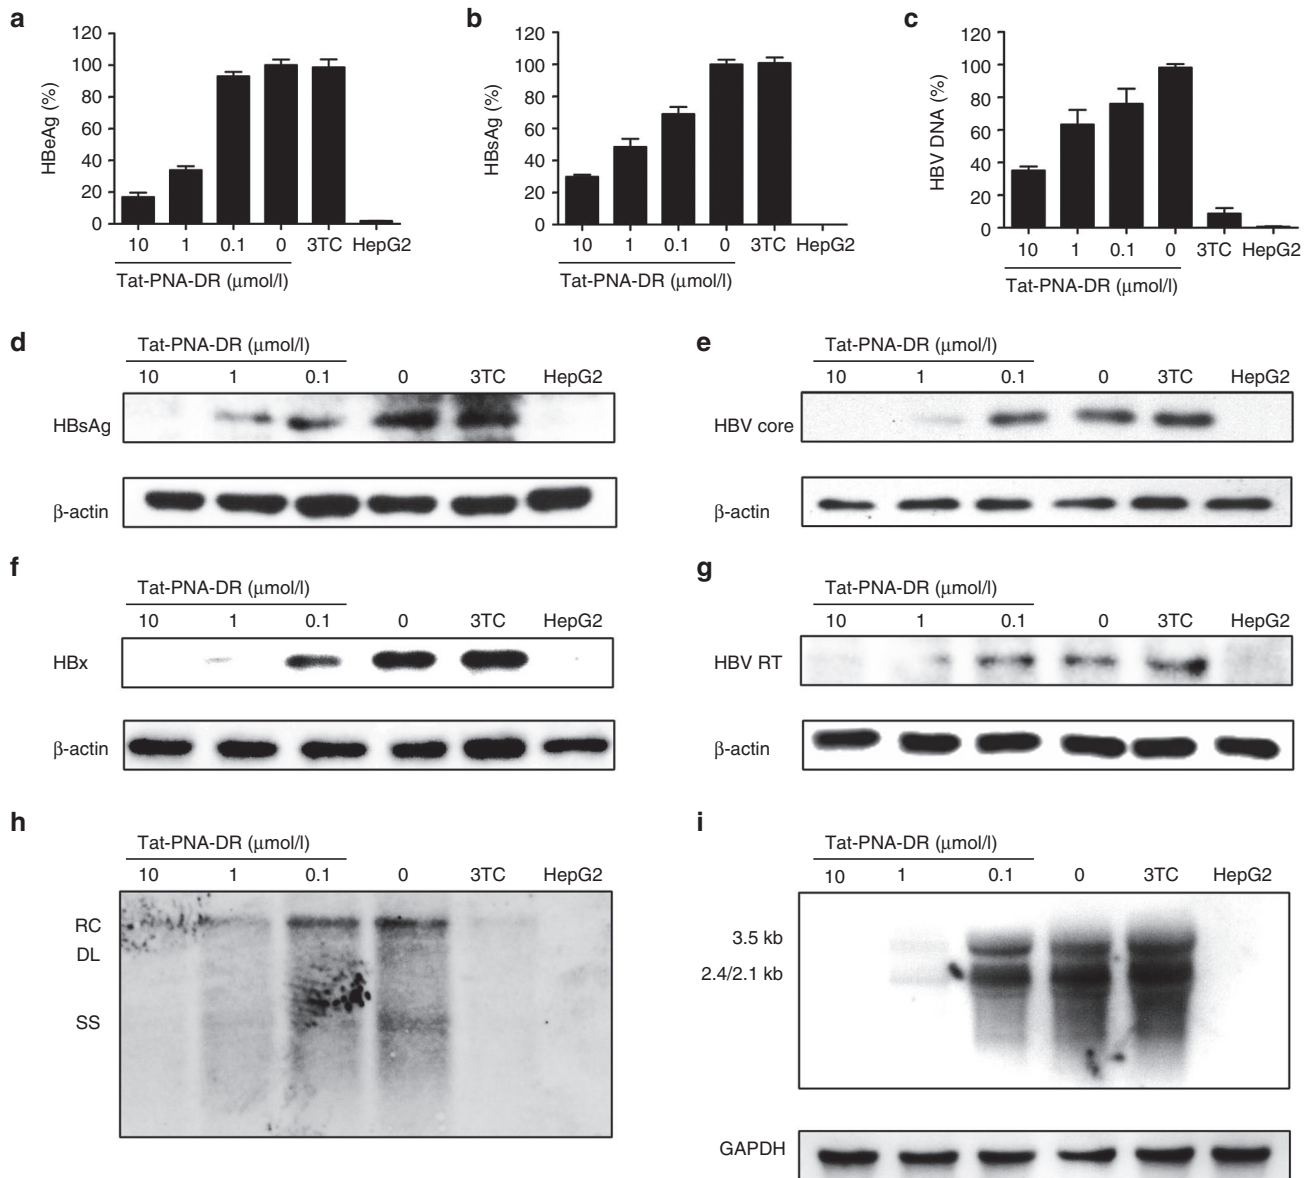 a
HBeAg (%)
120
100
80
60
40
20
0
10 1 0.1 0 3TC HepG2
Tat-PNA-DR (μmol/l)
b
HBsAg (%)
120
100
80
60
40
20
0
10 1 0.1 0 3TC HepG2
Tat-PNA-DR (μmol/l)
c
HBV DNA (%)
120
100
80
60
40
20
0
10 1 0.1 0 3TC HepG2
Tat-PNA-DR (μmol/l)
d
Tat-PNA-DR (μmol/l)
10 1 0.1 0 3TC HepG2
HBsAg
β-actin
e
Tat-PNA-DR (μmol/l)
10 1 0.1 0 3TC HepG2
HBV core
β-actin
f
Tat-PNA-DR (μmol/l)
10 1 0.1 0 3TC HepG2
HBx
β-actin
g
Tat-PNA-DR (μmol/l)
10 1 0.1 0 3TC HepG2
HBV RT
β-actin
h
Tat-PNA-DR (μmol/l)
10 1 0.1 0 3TC HepG2
RC
DL
SS
i
Tat-PNA-DR (μmol/l)
10 1 0.1 0 3TC HepG2
3.5 kb
2.4/2.1 kb
GAPDH